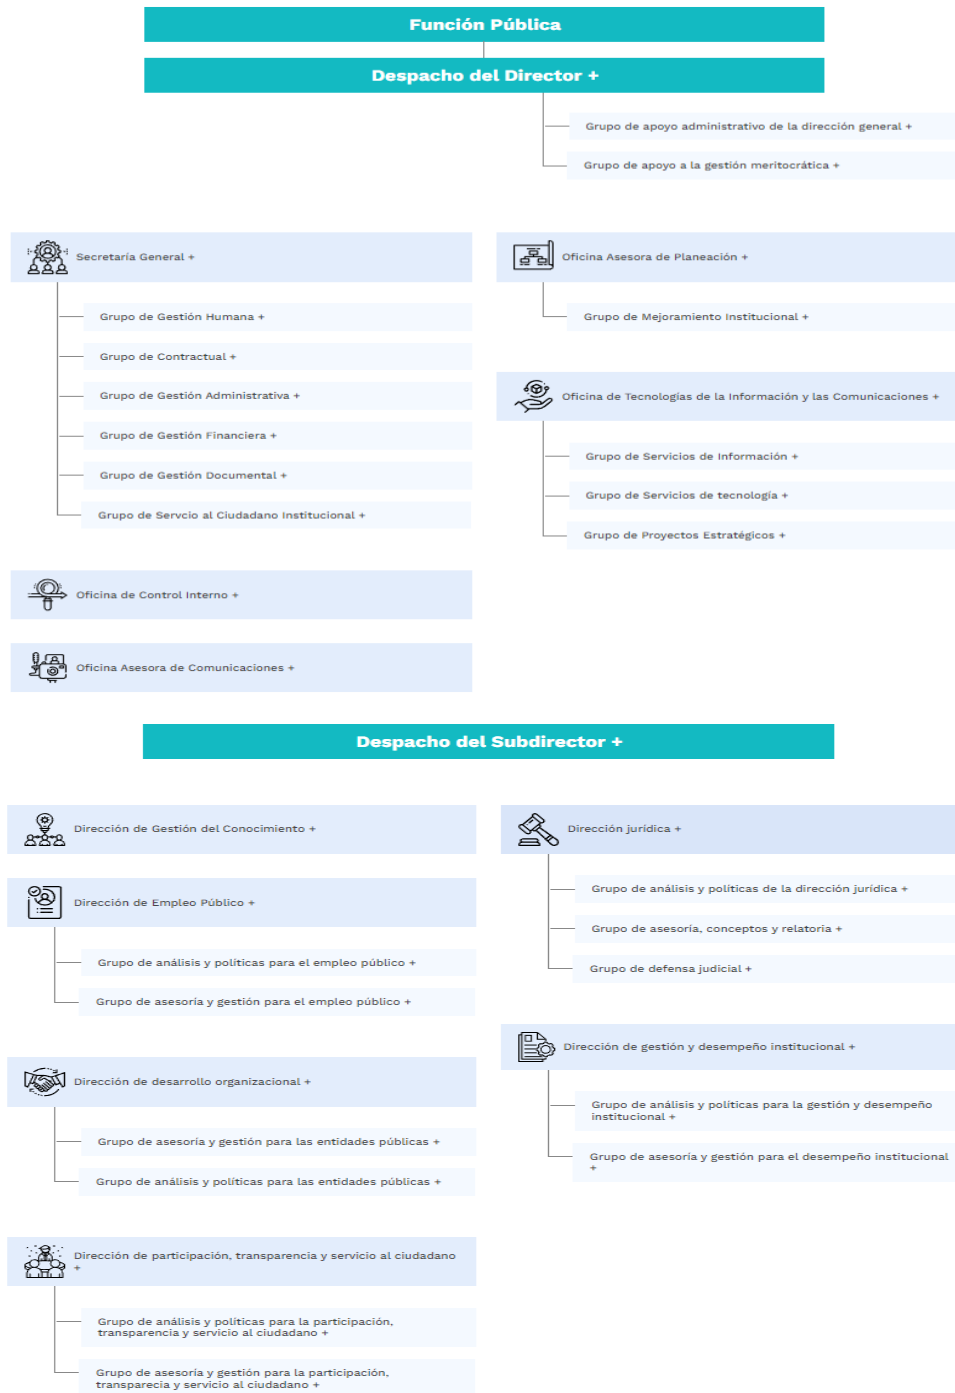 Función Pública
Despacho del Director +
Grupo de apoyo administrativo de la dirección general +
Grupo de apoyo a la gestión meritocrática +
Secretaría General +
Grupo de Gestión Humana +
Grupo de Contractual +
Grupo de Gestión Administrativa +
Grupo de Gestión Financiera +
Grupo de Gestión Documental +
Grupo de Servcio al Ciudadano Institucional +
Oficina de Control Interno +
Oficina Asesora de Comunicaciones +
Oficina Asesora de Planeación +
Grupo de Mejoramiento Institucional +
Oficina de Tecnologías de la Información y las Comunicaciones +
Grupo de Servicios de Información +
Grupo de Servicios de tecnología +
Grupo de Proyectos Estratégicos +
Despacho del Subdirector +
Dirección de Gestión del Conocimiento +
Dirección de Empleo Público +
Grupo de análisis y políticas para el empleo público +
Grupo de asesoría y gestión para el empleo público +
Dirección de desarrollo organizacional +
Grupo de asesoría y gestión para las entidades públicas +
Grupo de análisis y políticas para las entidades públicas +
Dirección de participación, transparencia y servicio al ciudadano
+
Grupo de análisis y políticas para la participación,
transparencia y servicio al ciudadano +
Grupo de asesoría y gestión para la participación,
transparecia y servicio al ciudadano +
Dirección jurídica +
Grupo de análisis y políticas de la dirección jurídica +
Grupo de asesoría, conceptos y relatoria +
Grupo de defensa judicial +
Dirección de gestión y desempeño institucional +
Grupo de análisis y políticas para la gestión y desempeño
institucional +
Grupo de asesoría y gestión para el desempeño institucional
+